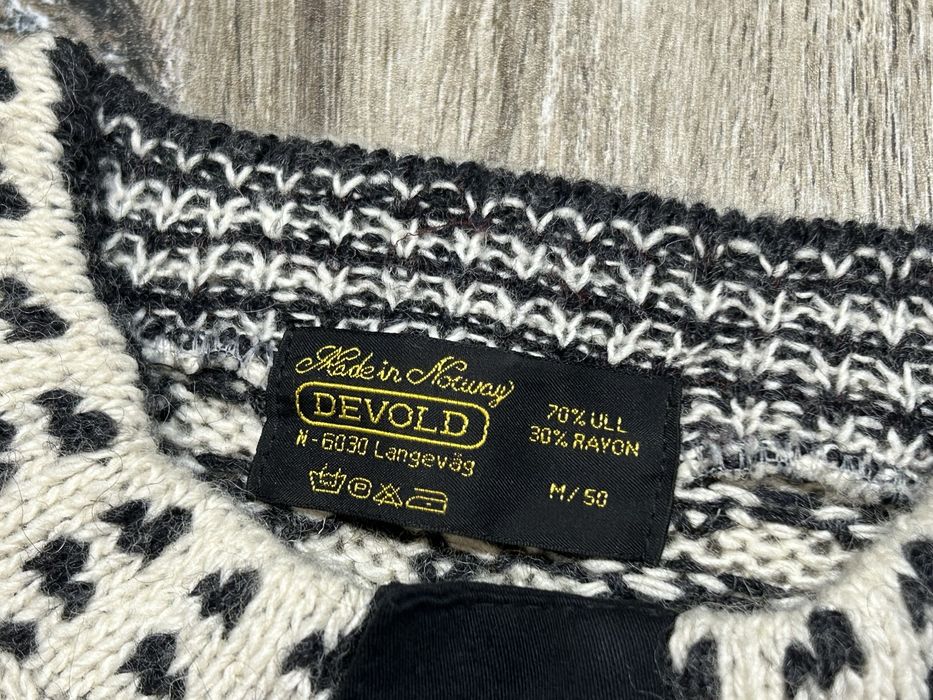 Made in Norway
DEVOLD
N-6030 Langevåg
70% ULL
30% RAYON
M/50